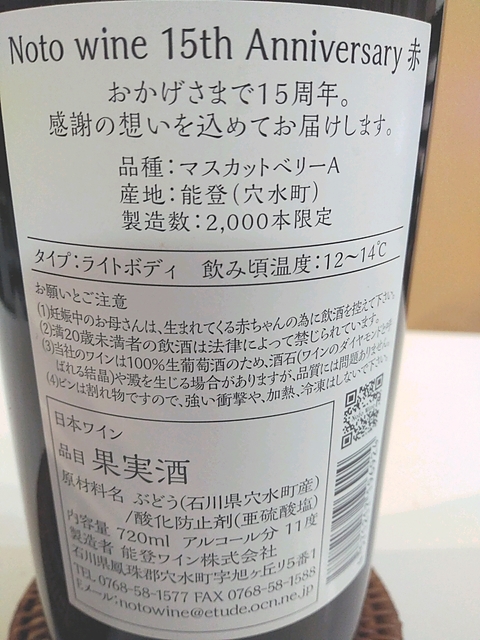 Noto wine 15th Anniversary 赤
おかげさまで15周年。
感謝の想いを込めてお届けします。
品種：マスカットベリーA
産地：能登（穴水町）
製造数：2,000本限定
タイプ：ライトボディ 飲み頃温度：12～14℃
お願いとご注意
(1)妊娠中のお母さんは、生まれてくる赤ちゃんの為に飲酒を控えて下さい。
(2)満20歳未満者の飲酒は法律によって禁じられています。
(3)当社のワインは100%生葡萄酒のため、酒石(ワインのダイヤモンドと
ばれる結晶)や澱を生じる場合がありますが、品質には問題ありません。
(4)ビンは割れ物ですので、強い衝撃や、加熱、冷凍はしないで下さい。
日本ワイン
品目 果実酒
原材料名 ぶどう(石川県穴水町産)
/酸化防止剤(亜硫酸塩)
内容量 720ml アルコール分 11度
製造者 能登ワイン株式会社
石川県鳳珠郡穴水町字旭ヶ丘り5番1
TEL 0768-58-1577 FAX 0768-58-1588
Eメール：notowine@etude.ocn.ne.jp